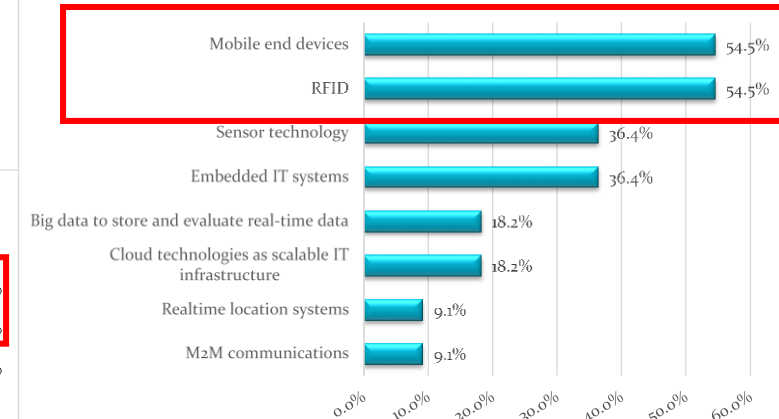 Mobile end devices 54.5%
RFID 54.5%
Sensor technology 36.4%
Embedded IT systems 36.4%
Big data to store and evaluate real-time data 18.2%
Cloud technologies as scalable IT
infrastructure 18.2%
Realtime location systems 9.1%
M2M communications 9.1%
0.0% 10.0% 20.0% 30.0% 40.0% 50.0% 60.0%